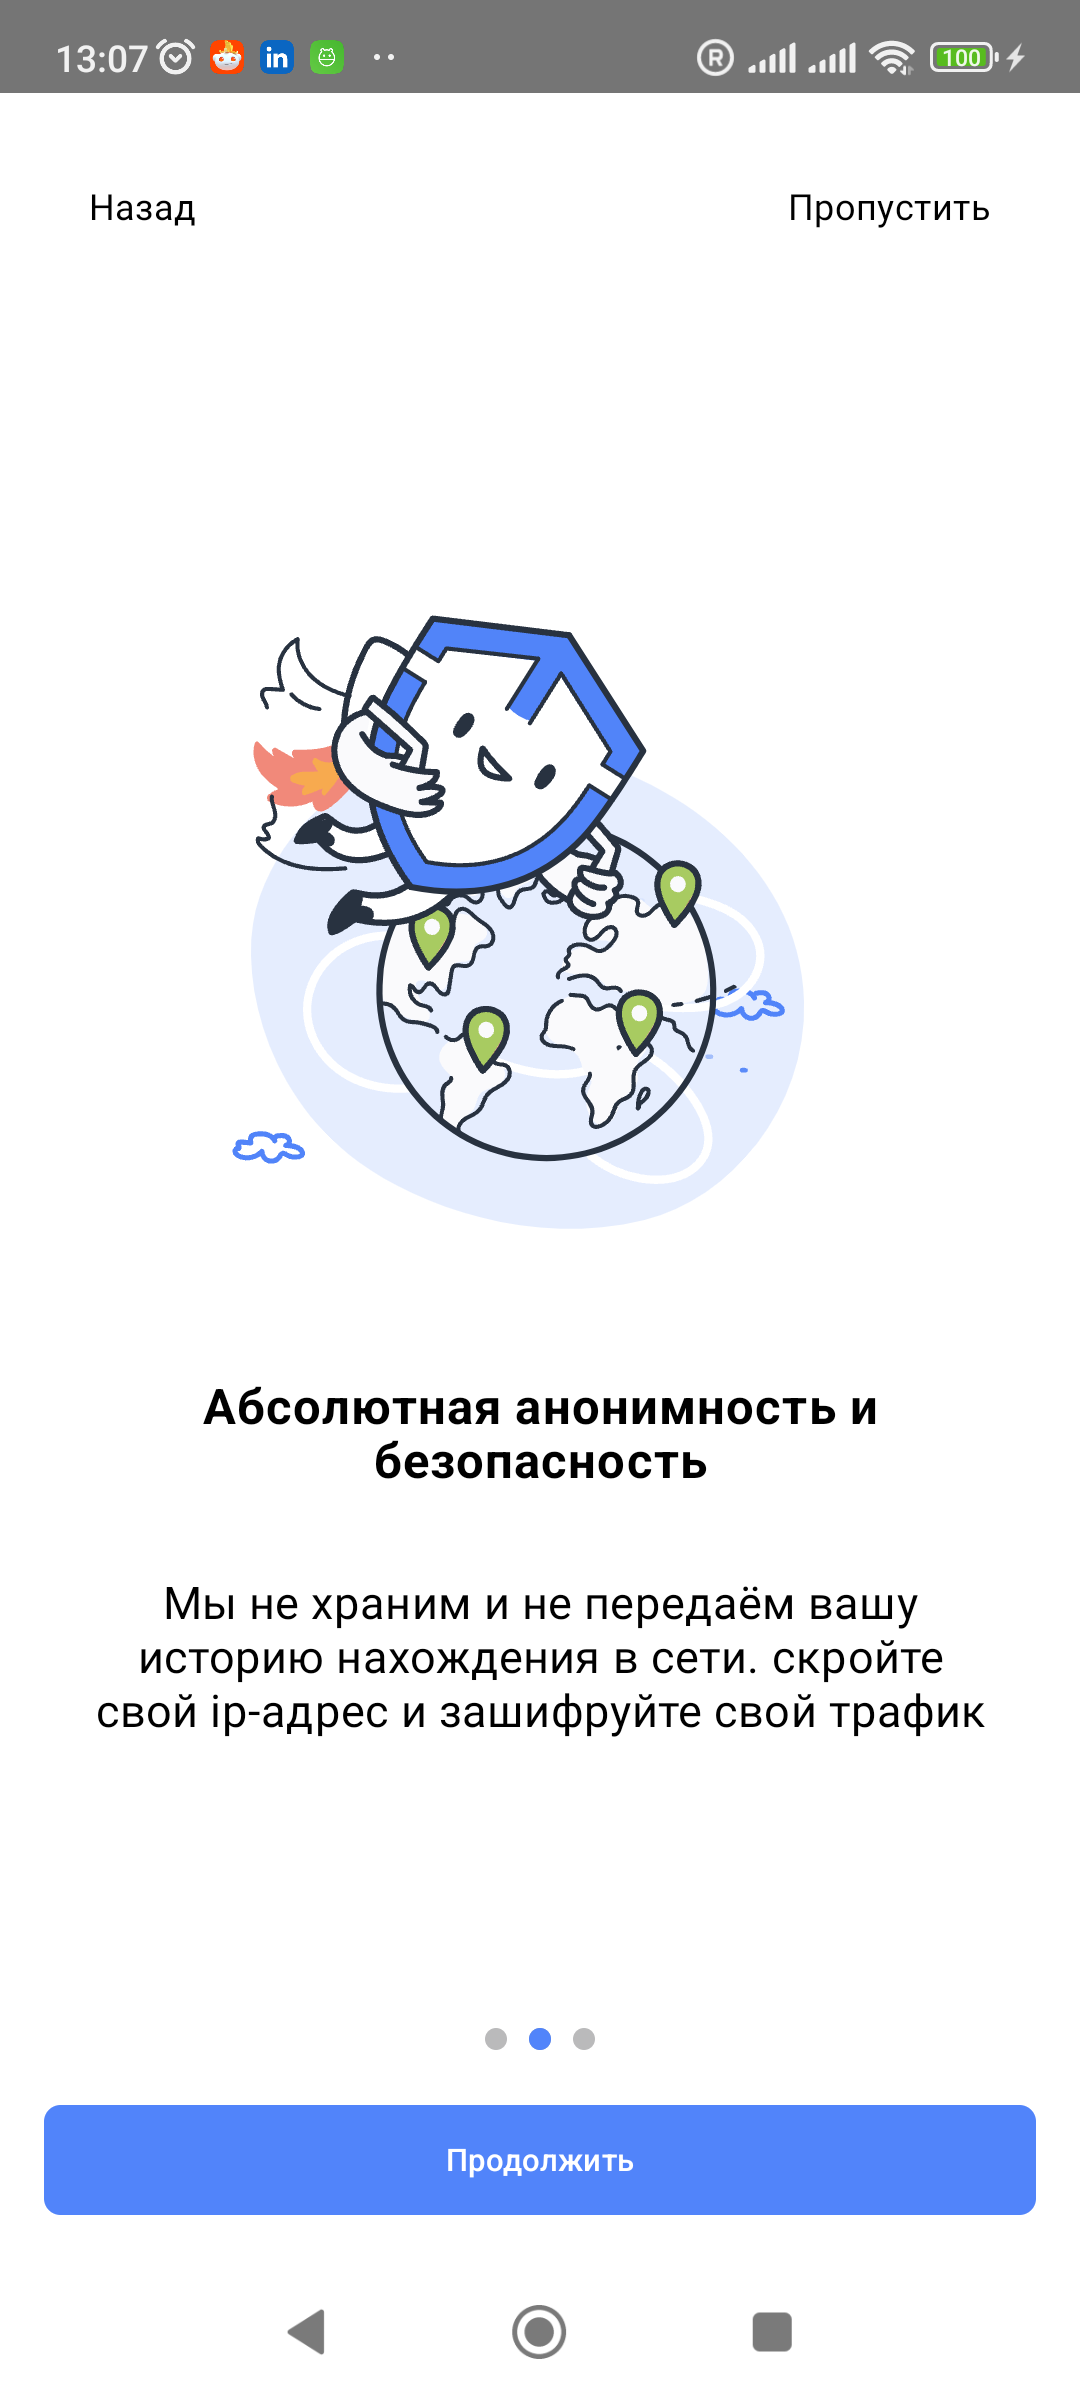 13:07
100
Назад
Пропустить
Абсолютная анонимность и
безопасность
Мы не храним и не передаём вашу
историю нахождения в сети. скройте
свой ip-адрес и зашифруйте свой трафик
Продолжить